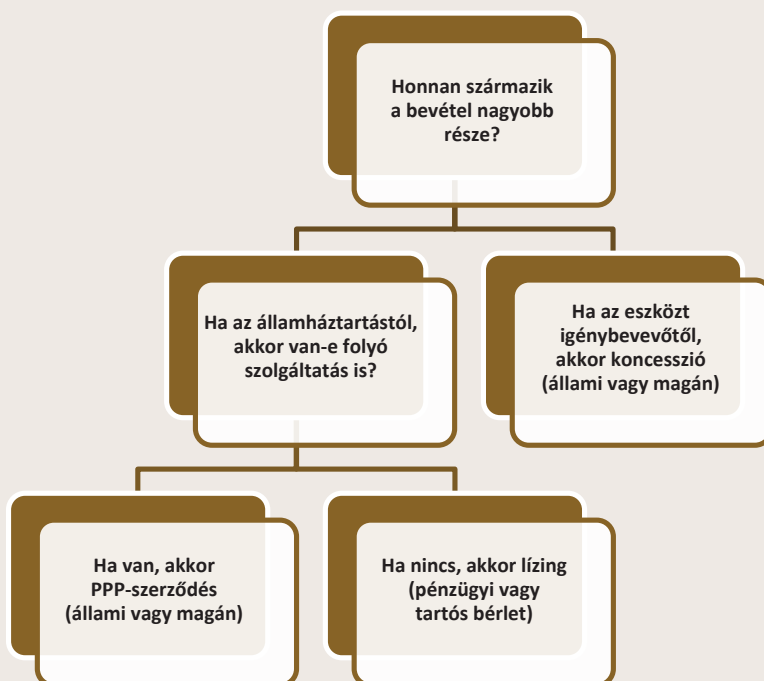 Honnan származik
a bevétel nagyobb
része?
Ha az államháztartástól,
akkor van-e folyó
szolgáltatás is?
Ha az eszközt
igénybevevőtől,
akkor koncesszió
(állami vagy magán)
Ha van, akkor
PPP-szerződés
(állami vagy magán)
Ha nincs, akkor lízing
(pénzügyi vagy
tartós bérlet)